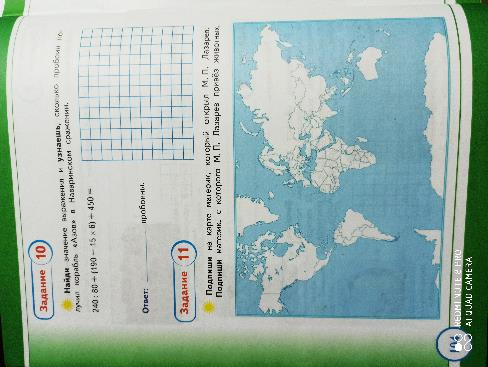 Задание 10
Найди значение выражения и узнаешь, сколько пробоин по-
лучил корабль «Азов» в Наваринском сражении.
240 : 80 + (190 − 15 × 6) + 450 =
Ответ: пробоины.
Задание 11
Подпиши на карте материк, который открыл М. П. Лазарев.
Подпиши материк, с которого М. П. Лазарев привёз животных.
REDMI NOTE 8 PRO
AI QUAD CAMERA